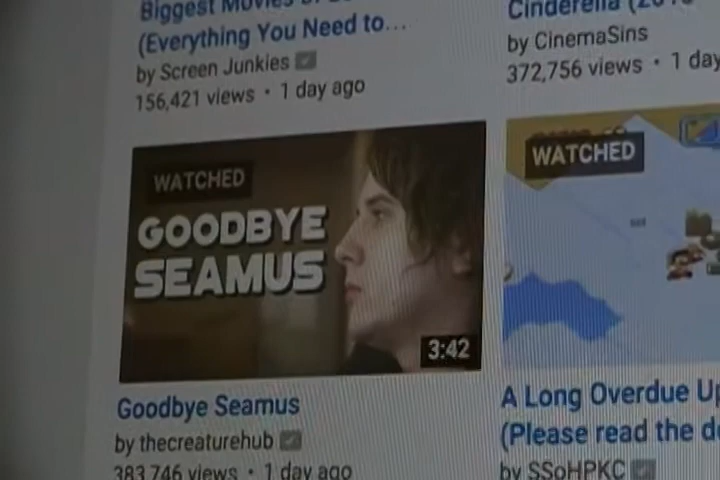 Biggest Movies
(Everything You Need to...
by Screen Junkies
156,421 views • 1 day ago
Cinderella
by CinemaSins
372,756 views • 1 day
WATCHED
GOODBYE
SEAMUS
3:42
Goodbye Seamus
by thecreaturehub
383,746 views • 1 day ago
WATCHED
A Long Overdue
(Please read the
by SSoHPKC